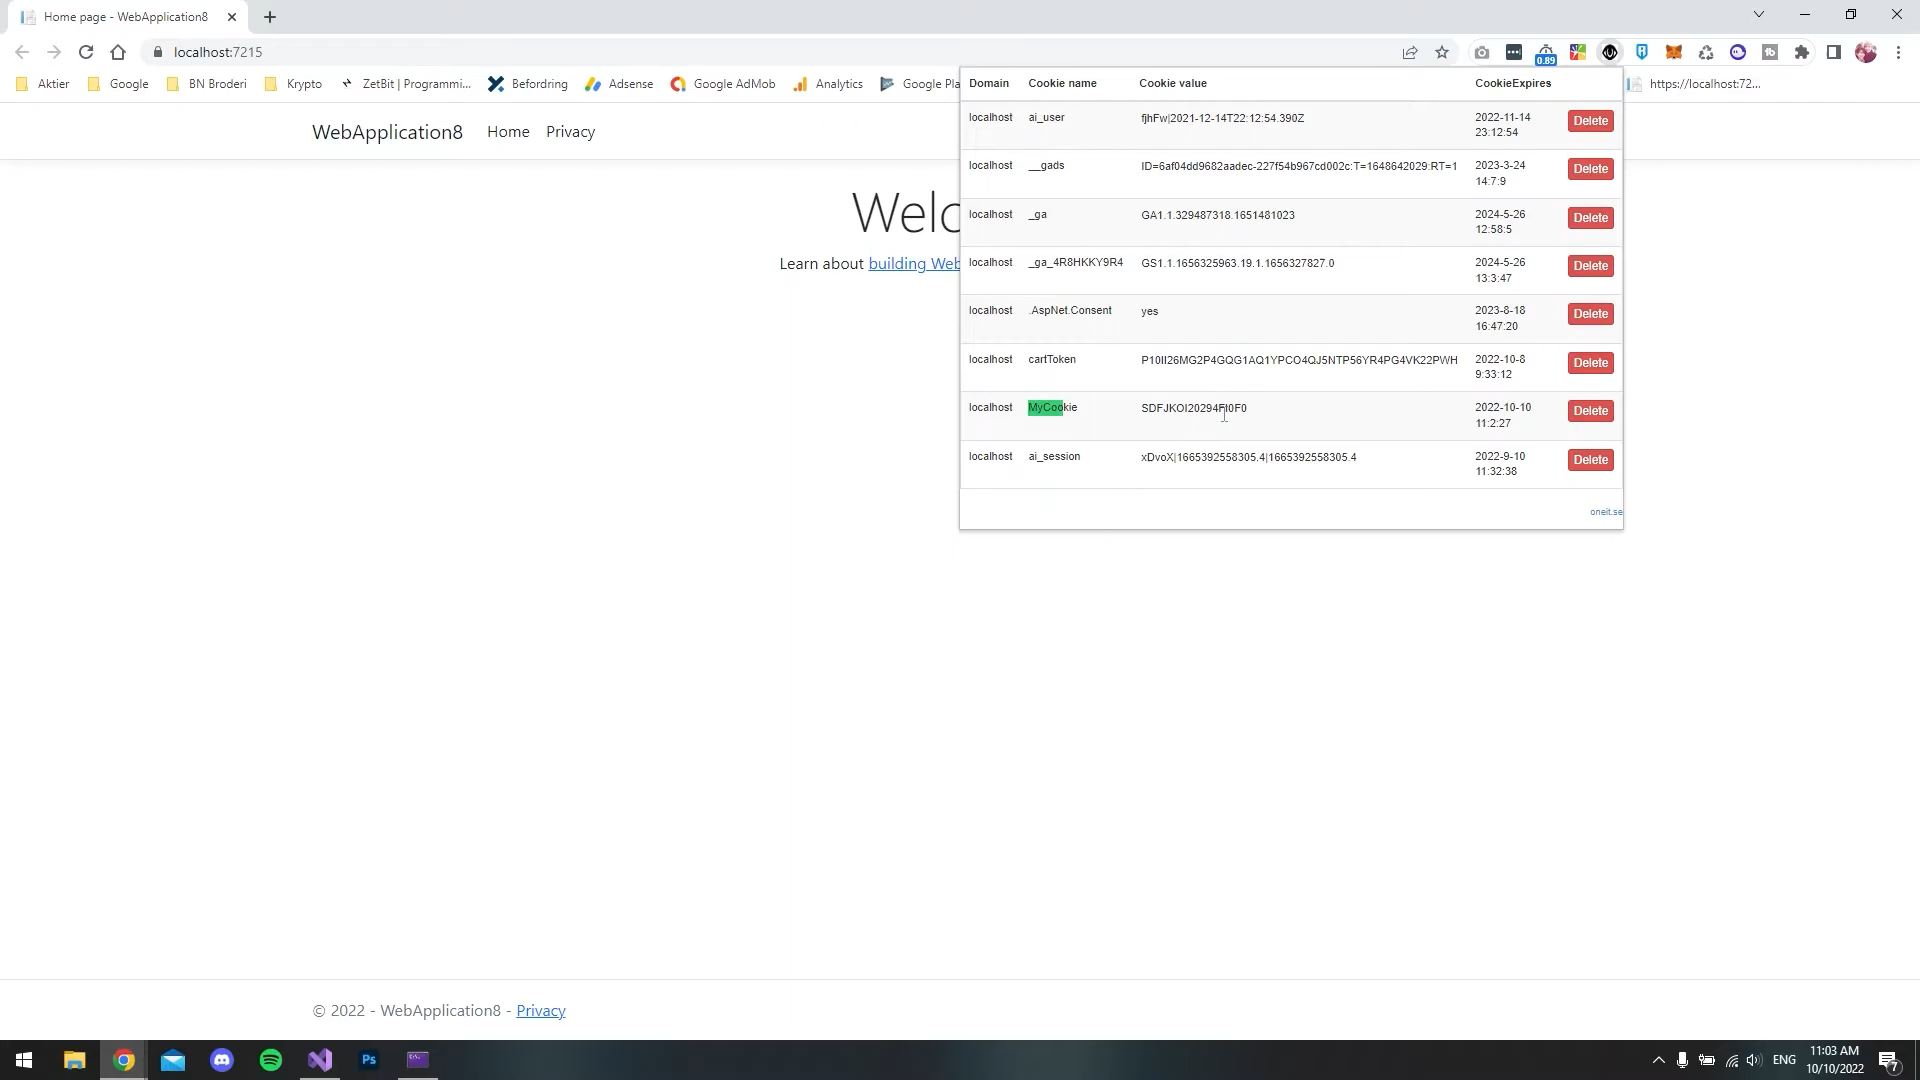 Home page - WebApplication8
localhost:7215
0.89
Aktier
Google
BN Broderi
Krypto
ZetBit | Programmi...
Befordring
Adsense
Google AdMob
Analytics
Google Pla
https://localhost:72...
WebApplication8
Home
Privacy
Welc
Learn about building Web
Domain Cookie name Cookie value CookieExpires
localhost ai_user fjhFw|2021-12-14T22:12:54.390Z 2022-11-14
23:12:54
Delete
localhost __gads ID=6af04dd9682aadec-227f54b967cd002c:T=1648642029:RT=1 2023-3-24
14:7:9
Delete
localhost _ga GA1.1.329487318.1651481023 2024-5-26
12:58:5
Delete
localhost _ga_4R8HKKY9R4 GS1.1.1656325963.19.1.1656327827.0 2024-5-26
13:3:47
Delete
localhost .AspNet.Consent yes 2023-8-18
16:47:20
Delete
localhost cartToken P10II26MG2P4GQG1AQ1YPCO4QJ5NTP56YR4PG4VK22PWH 2022-10-8
9:33:12
Delete
localhost MyCookie 2022-10-10
11:2:27
Delete
localhost ai_session xDvoX|1665392558305.4|1665392558305.4 2022-9-10
11:32:38
Delete
oneit.se
© 2022 - WebApplication8 - Privacy
Ps
ENG
11:03 AM
10/10/2022
7